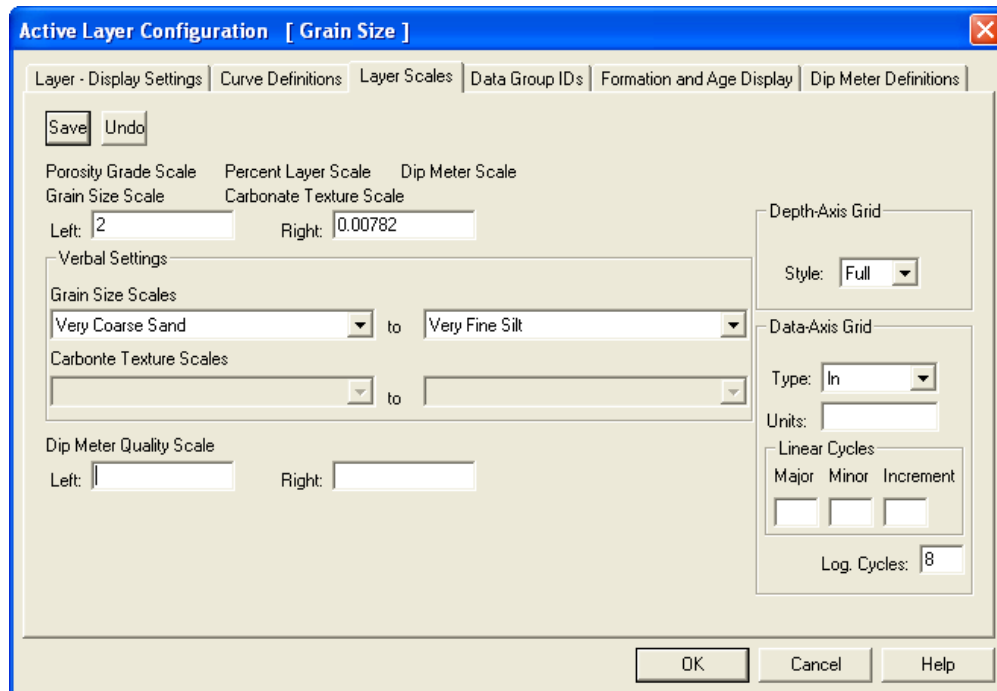 Active Layer Configuration [ Grain Size ]
Layer - Display Settings Curve Definitions Layer Scales Data Group IDs Formation and Age Display Dip Meter Definitions
Save Undo
Porosity Grade Scale Percent Layer Scale Dip Meter Scale
Grain Size Scale Carbonate Texture Scale
Left: 2 Right: 0.00782
Verbal Settings
Grain Size Scales
Very Coarse Sand to Very Fine Silt
Carbonte Texture Scales
to
Dip Meter Quality Scale
Left: Right:
Depth-Axis Grid
Style: Full
Data-Axis Grid
Type: ln
Units:
Linear Cycles
Major Minor Increment
Log. Cycles: 8
OK Cancel Help